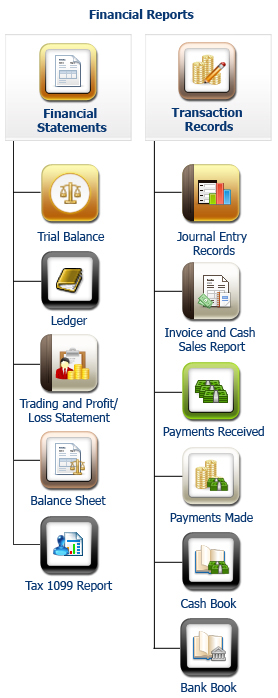 Financial Reports
Financial
Statements
Trial Balance
Ledger
Trading and Profit/
Loss Statement
Balance Sheet
Tax 1099 Report
Transaction
Records
Journal Entry
Records
Invoice and Cash
Sales Report
Payments Received
Payments Made
Cash Book
Bank Book